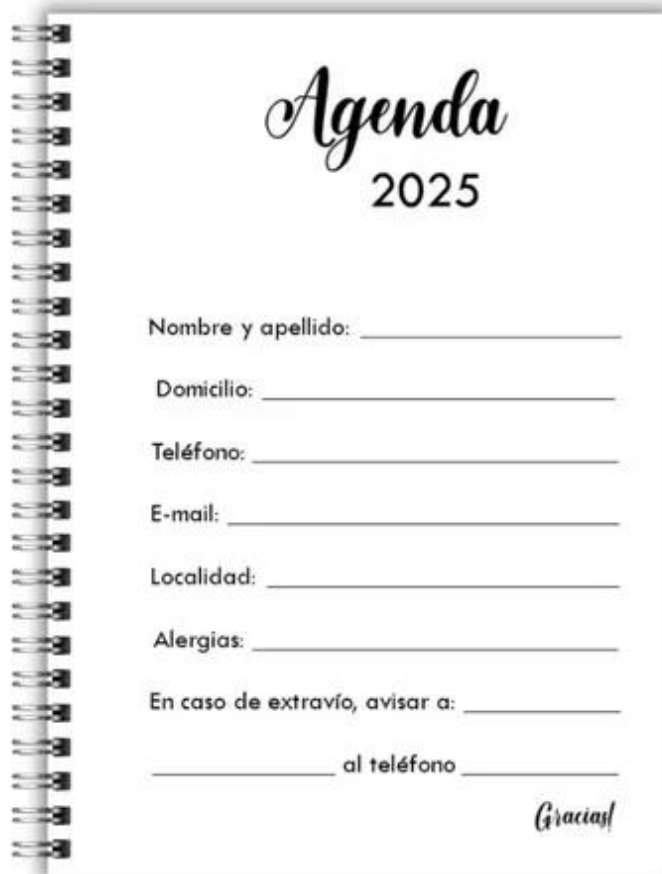 Agenda
2025
Nombre y apellido:
Domicilio:
Teléfono:
E-mail:
Localidad:
Alergias:
En caso de extravío, avisar a:
al teléfono
Gracias!